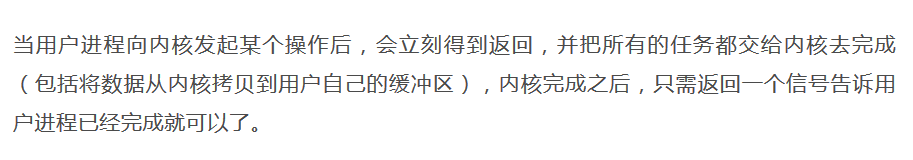 当用户进程向内核发起某个操作后，会立刻得到返回，并把所有的任务都交给内核去完成
（包括将数据从内核拷贝到用户自己的缓冲区），内核完成之后，只需返回一个信号告诉用
户进程已经完成就可以了。